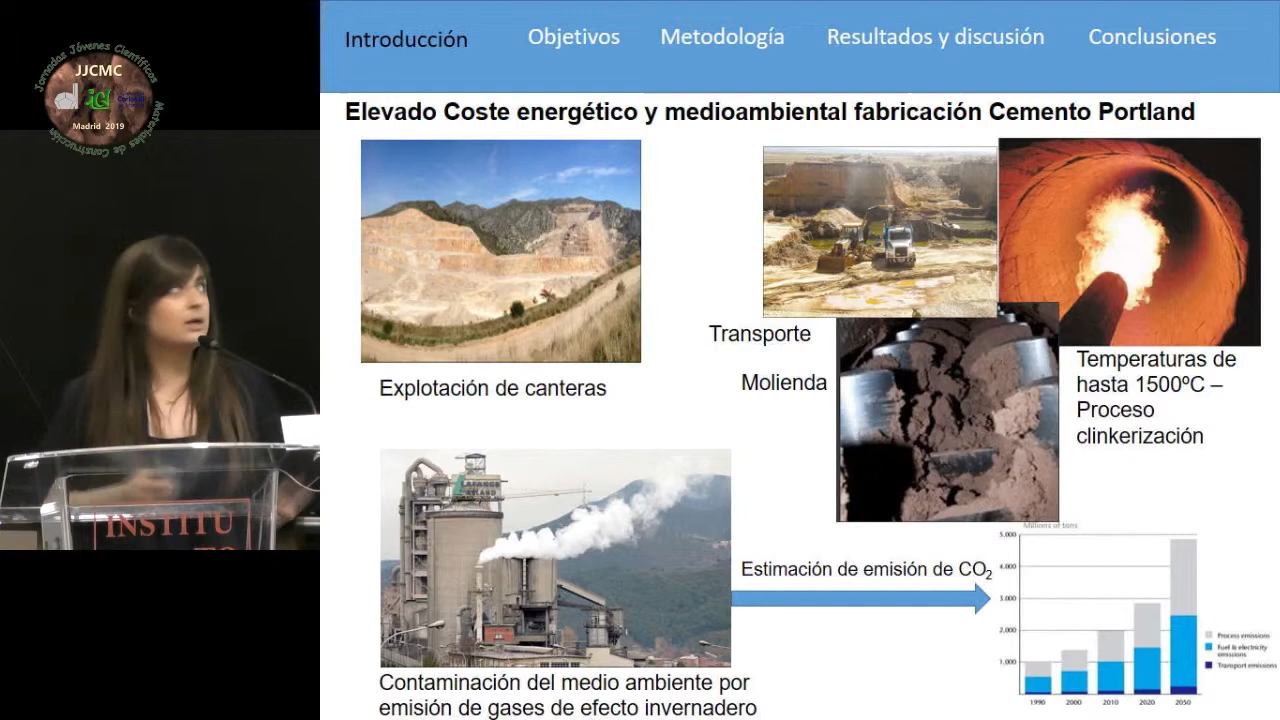 Jornadas Jóvenes Científicos
JJCMC
Madrid 2019
Materiales de Construcción
INSTITU
TO
Introducción
Objetivos
Metodología
Resultados y discusión
Conclusiones
Elevado Coste energético y medioambiental fabricación Cemento Portland
Explotación de canteras
Transporte
Molienda
Temperaturas de
hasta 1500ºC –
Proceso
clinkerización
Contaminación del medio ambiente por
emisión de gases de efecto invernadero
Estimación de emisión de CO2
Millions of tons
5.000
4.000
3.000
2.000
1.000
1990
2000
2010
2020
2050
Process emissions
Fuel & electricity
emissions
Transport emissions